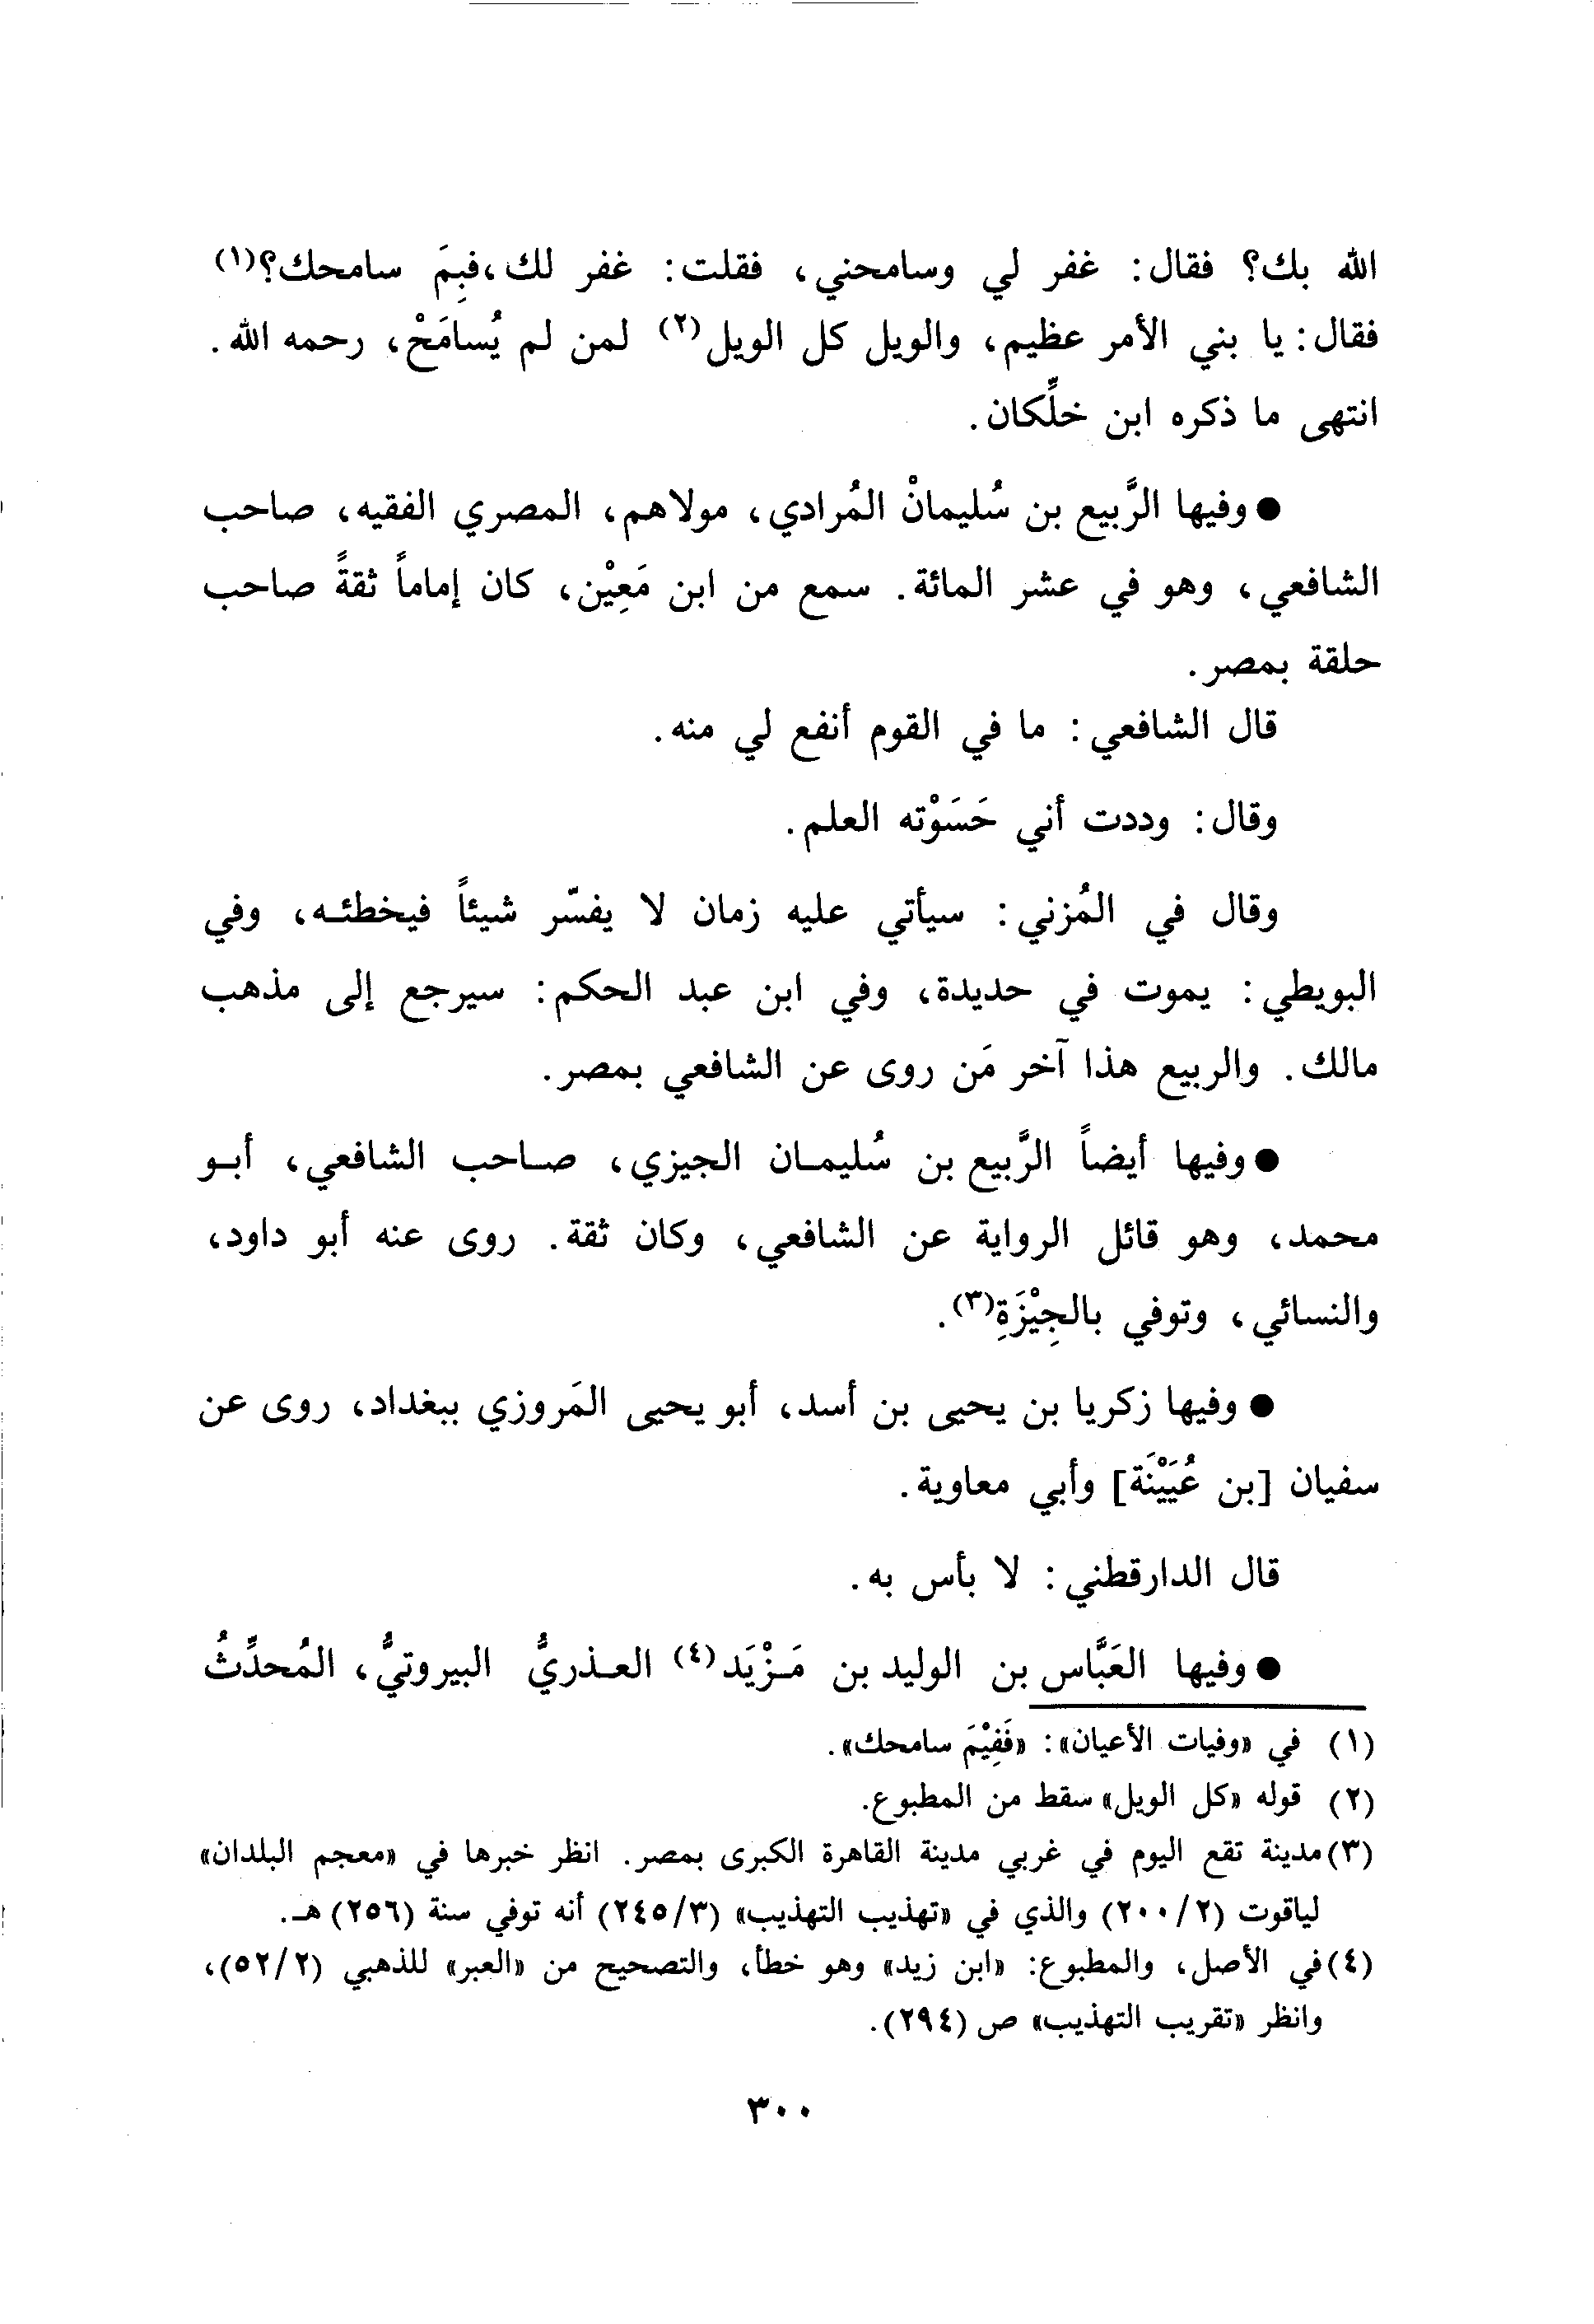 الله بك؟ فقال: غفر لي وسامحني، فقلت: غفر لك، فبِمَ سامحك؟(١)
فقال: يا بني الأمر عظيم، والويل كل الويل(٢) لمن لم يُسامَحْ، رحمه الله.
انتهى ما ذكره ابن خلِّكان.
● وفيها الرَّبيع بن سُليمانْ المُرادي، مولاهم، المصري الفقيه، صاحب
الشافعي، وهو في عشر المائة. سمع من ابن مَعِيْن، كان إماماً ثقةً صاحب
حلقة بمصر.
قال الشافعي: ما في القوم أنفع لي منه.
وقال: وددت أني حَسَوْته العلم.
وقال في المُزني: سيأتي عليه زمان لا يفسّر شيئاً فيخطئـه، وفي
البويطي: يموت في حديدة، وفي ابن عبد الحكم: سيرجع إلى مذهب
مالك. والربيع هذا آخر مَن روى عن الشافعي بمصر.
● وفيها أيضاً الرَّبيع بن سُليمـان الجيزي، صـاحب الشافعي، أبـو
محمد، وهو قائل الرواية عن الشافعي، وكان ثقة. روى عنه أبو داود،
والنسائي، وتوفي بالجِيْزَةِ(٣).
● وفيها زكريا بن يحيى بن أسد، أبو يحيى المَروزي ببغداد، روى عن
سفيان [بن عُيَيْنَة] وأبي معاوية.
قال الدارقطني: لا بأس به.
● وفيها العَبَّاس بن الوليد بن مَـزْيَد(٤) العـذريُّ البيروتيُّ، المُحدِّثُ
(١) في «وفيات الأعيان»: «فَفِيْمَ سامحك».
(٢) قوله «كل الويل» سقط من المطبوع.
(٣) مدينة تقع اليوم في غربي مدينة القاهرة الكبرى بمصر. انظر خبرها في «معجم البلدان»
لياقوت (٢/ ٢٠٠) والذي في «تهذيب التهذيب» (٣/ ٢٤٥) أنه توفي سنة (٢٥٦) هـ.
(٤) في الأصل، والمطبوع: «ابن زيد» وهو خطأ، والتصحيح من «العبر» للذهبي (٢/ ٥٢)،
وانظر «تقريب التهذيب» ص (٢٩٤).
٣٠٠